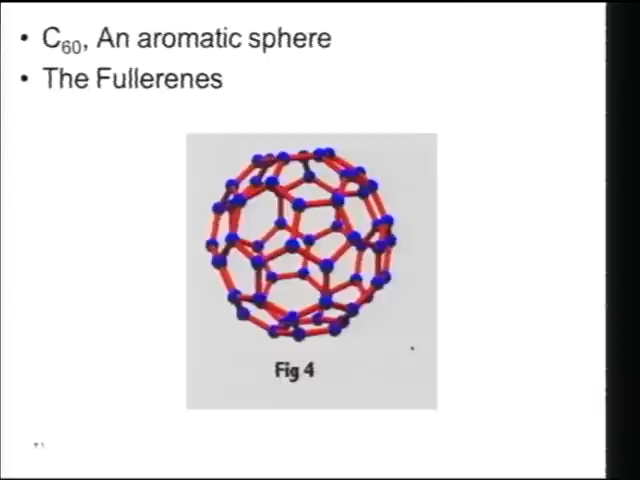 • C₆₀, An aromatic sphere
• The Fullerenes
Fig 4